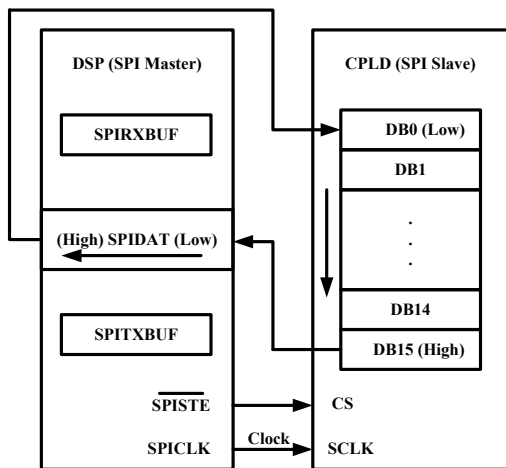 DSP (SPI Master)
SPIRXBUF
(High) SPIDAT (Low)
SPITXBUF
SPISTE
SPICLK
Clock
CPLD (SPI Slave)
DB0 (Low)
DB1
.
.
.
DB14
DB15 (High)
CS
SCLK